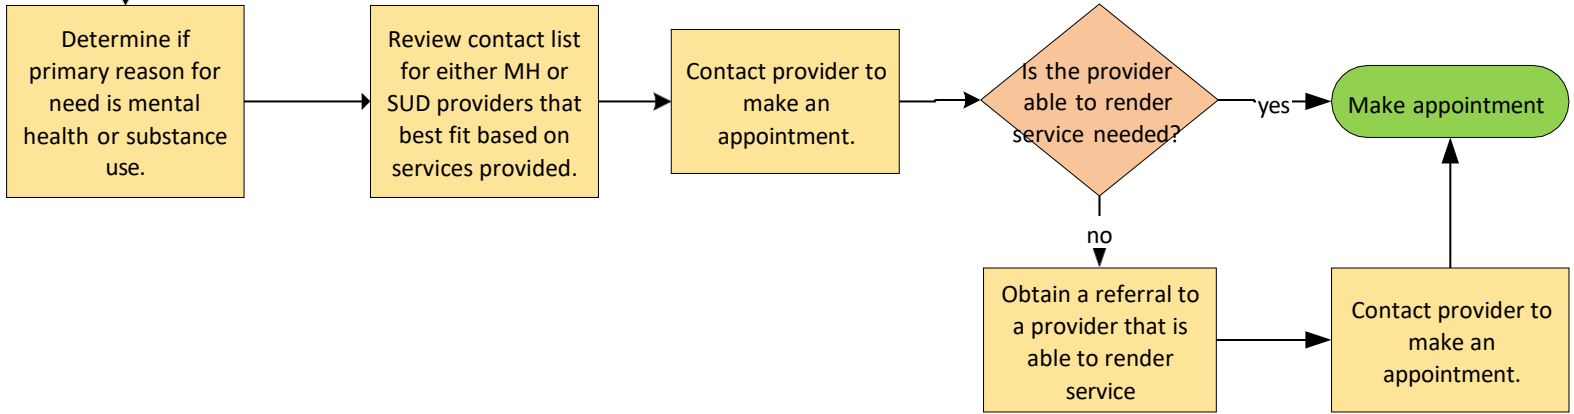 Determine if
primary reason for
need is mental
health or substance
use.
Review contact list
for either MH or
SUD providers that
best fit based on
services provided.
Contact provider to
make an
appointment.
Is the provider
able to render
service needed?
yes
Make appointment
no
Obtain a referral to
a provider that is
able to render
service
Contact provider to
make an
appointment.